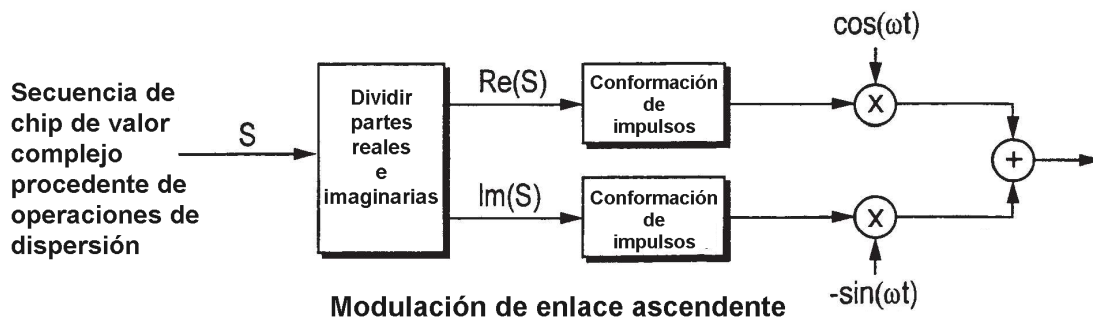 cos(ωt)
Secuencia de
chip de valor
complejo
procedente de
operaciones de
dispersión
S
Dividir
partes
reales
e
imaginarias
Re(S)
Conformación
de
impulsos
X
Im(S)
Conformación
de
impulsos
X
+
-sin(ωt)
Modulación de enlace ascendente